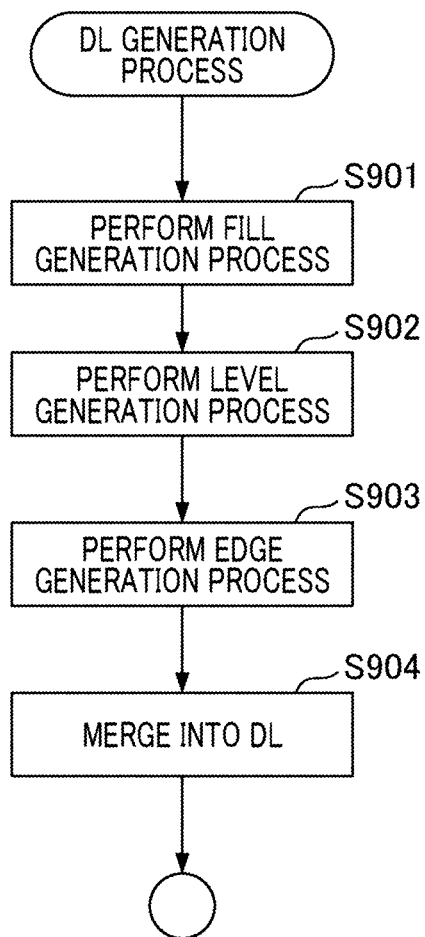 DL GENERATION
PROCESS
S901
PERFORM FILL
GENERATION PROCESS
S902
PERFORM LEVEL
GENERATION PROCESS
S903
PERFORM EDGE
GENERATION PROCESS
S904
MERGE INTO DL